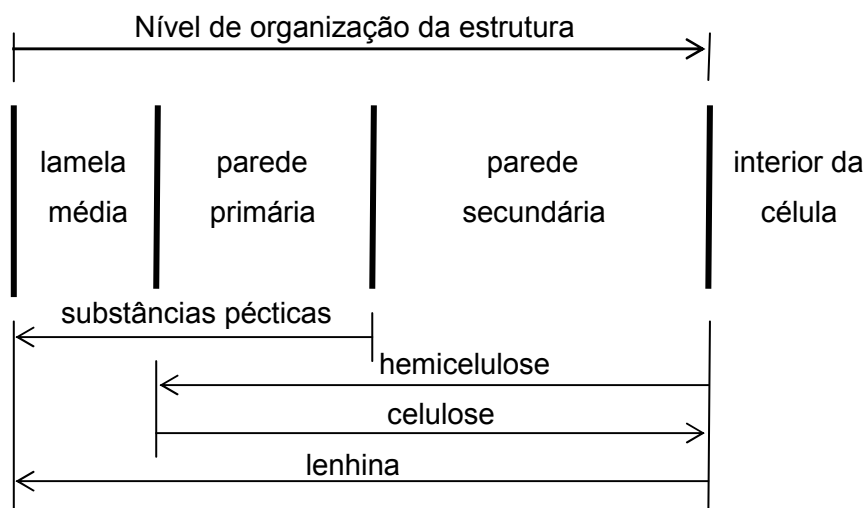 Nível de organização da estrutura
lamela
média
parede
primária
parede
secundária
interior da
célula
substâncias pécticas
hemicelulose
celulose
lenhina